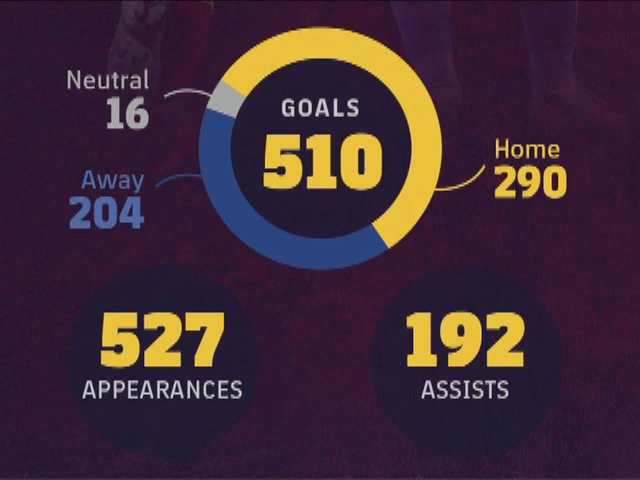 Neutral
16
GOALS
510
Home
290
Away
204
527
APPEARANCES
192
ASSISTS